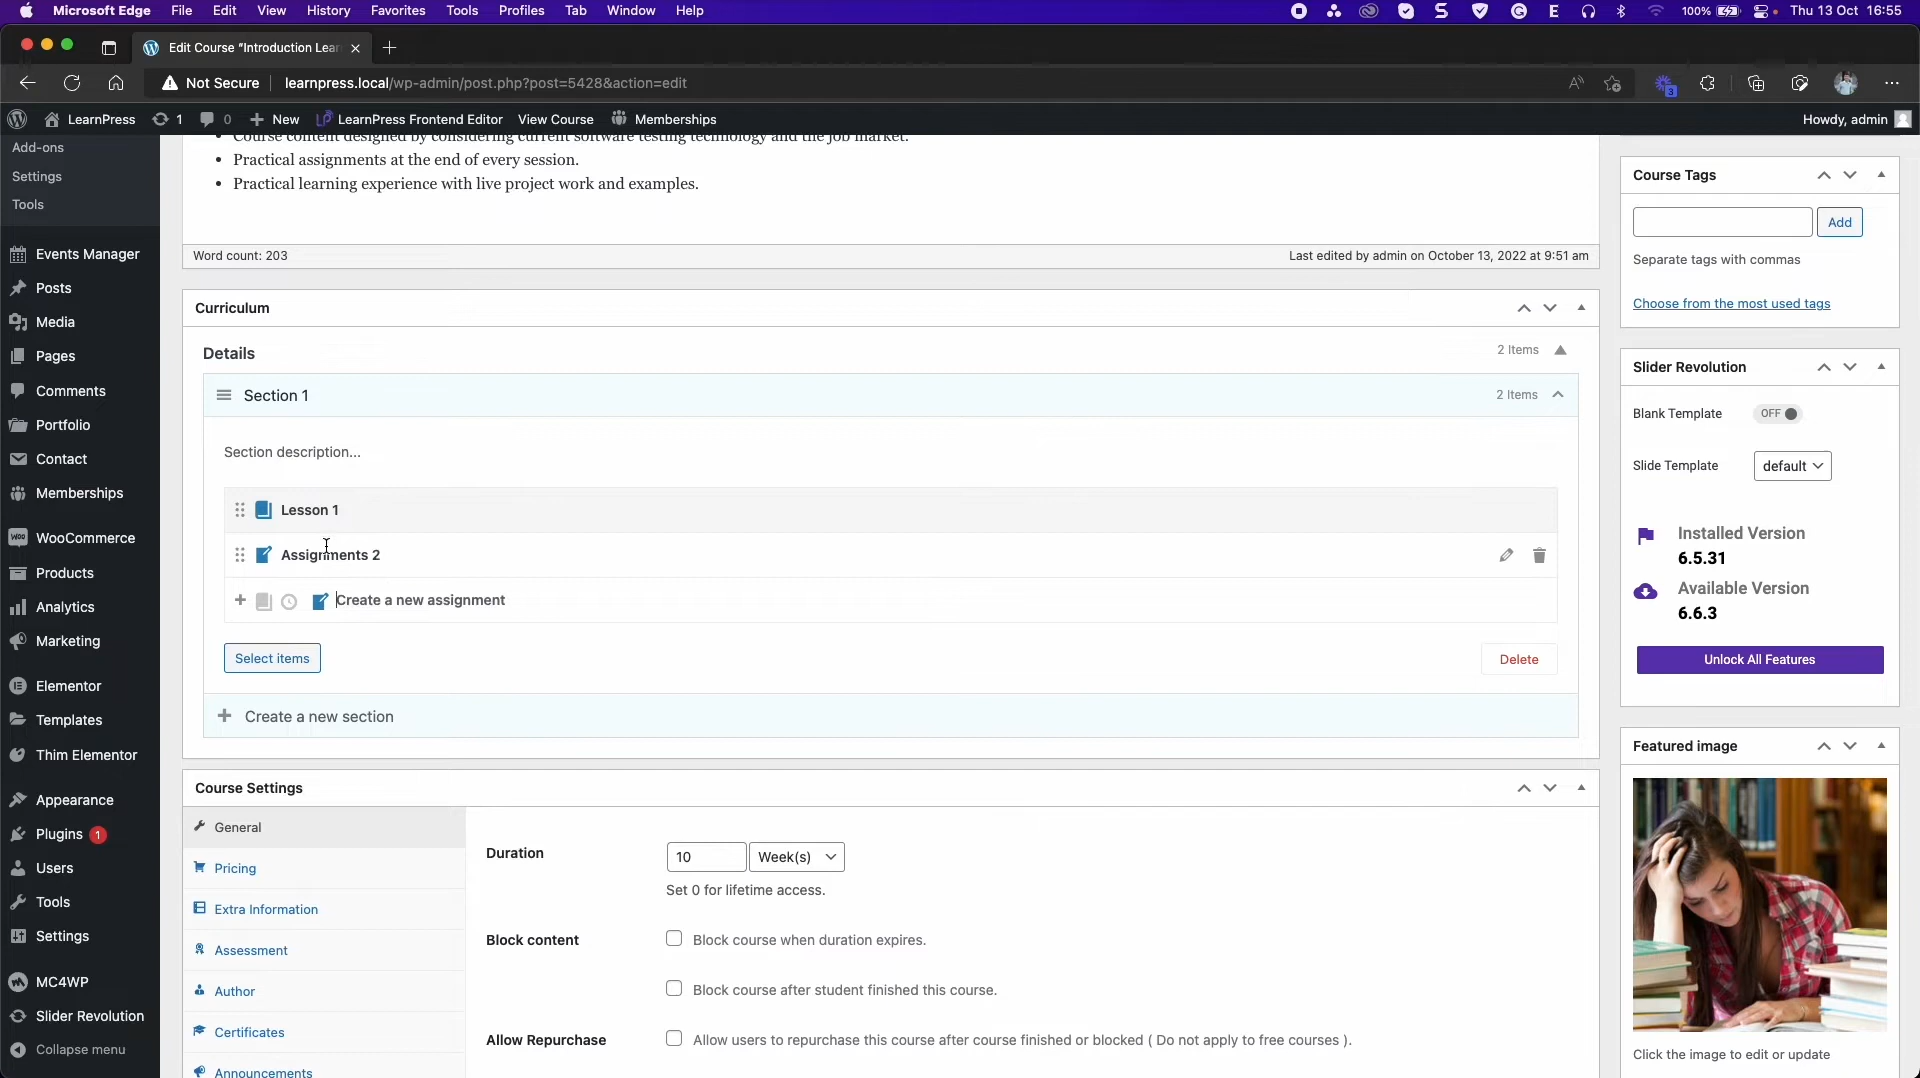 Microsoft Edge File Edit View History Favorites Tools Profiles Tab Window Help 100% Thu 13 Oct 16:55
Edit Course "Introduction Lear
Not Secure learnpress.local/wp-admin/post.php?post=5428&action=edit 3
LearnPress 1 0 New LearnPress Frontend Editor View Course Memberships Howdy, admin
Add-ons
Settings
Tools
Events Manager
Posts
Media
Pages
Comments
Portfolio
Contact
Memberships
WooCommerce
Products
Analytics
Marketing
Elementor
Templates
Thim Elementor
Appearance
Plugins 1
Users
Tools
Settings
MC4WP
Slider Revolution
Collapse menu
Course content designed by considering current software testing technology and the job market.
Practical assignments at the end of every session.
Practical learning experience with live project work and examples.
Word count: 203 Last edited by admin on October 13, 2022 at 9:51 am
Curriculum
Details 2 Items
Section 1 2 Items
Section description...
Lesson 1
Assignments 2
Create a new assignment
Select items Delete
Create a new section
Course Settings
General
Pricing
Extra Information
Assessment
Author
Certificates
Announcements
Duration 10 Week(s)
Set 0 for lifetime access.
Block content Block course when duration expires.
Block course after student finished this course.
Allow Repurchase Allow users to repurchase this course after course finished or blocked ( Do not apply to free courses ).
Course Tags
Add
Separate tags with commas
Choose from the most used tags
Slider Revolution
Blank Template OFF
Slide Template default
Installed Version
6.5.31
Available Version
6.6.3
Unlock All Features
Featured image
Click the image to edit or update